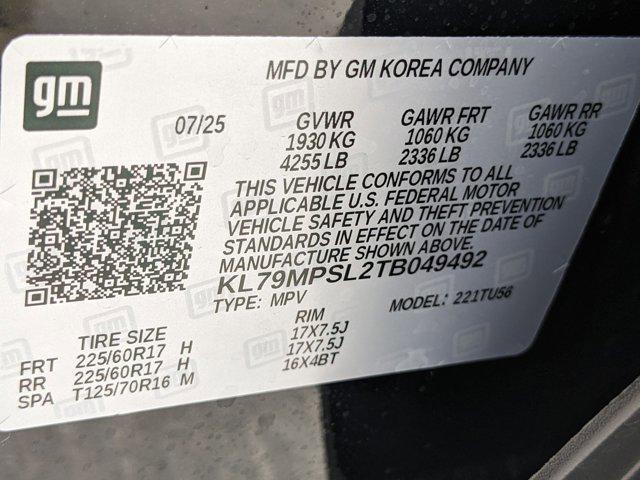 gm
MFD BY GM KOREA COMPANY
07/25 GVWR GAWR FRT GAWR RR
1930 KG 1060 KG 1060 KG
4255 LB 2336 LB 2336 LB
THIS VEHICLE CONFORMS TO ALL
APPLICABLE U.S. FEDERAL MOTOR
VEHICLE SAFETY AND THEFT PREVENTION
STANDARDS IN EFFECT ON THE DATE OF
MANUFACTURE SHOWN ABOVE.
KL79MPSL2TB049492
TYPE: MPV MODEL: 221TU56
TIRE SIZE RIM
FRT 225/60R17 H 17X7.5J
RR 225/60R17 H 17X7.5J
SPA T125/70R16 M 16X4BT